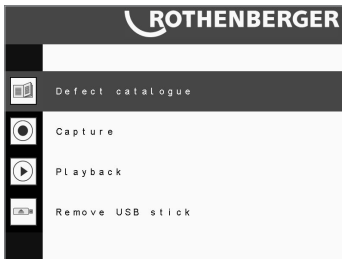 ROTHENBERGER
Defect catalogue
Capture
Playback
Remove USB stick